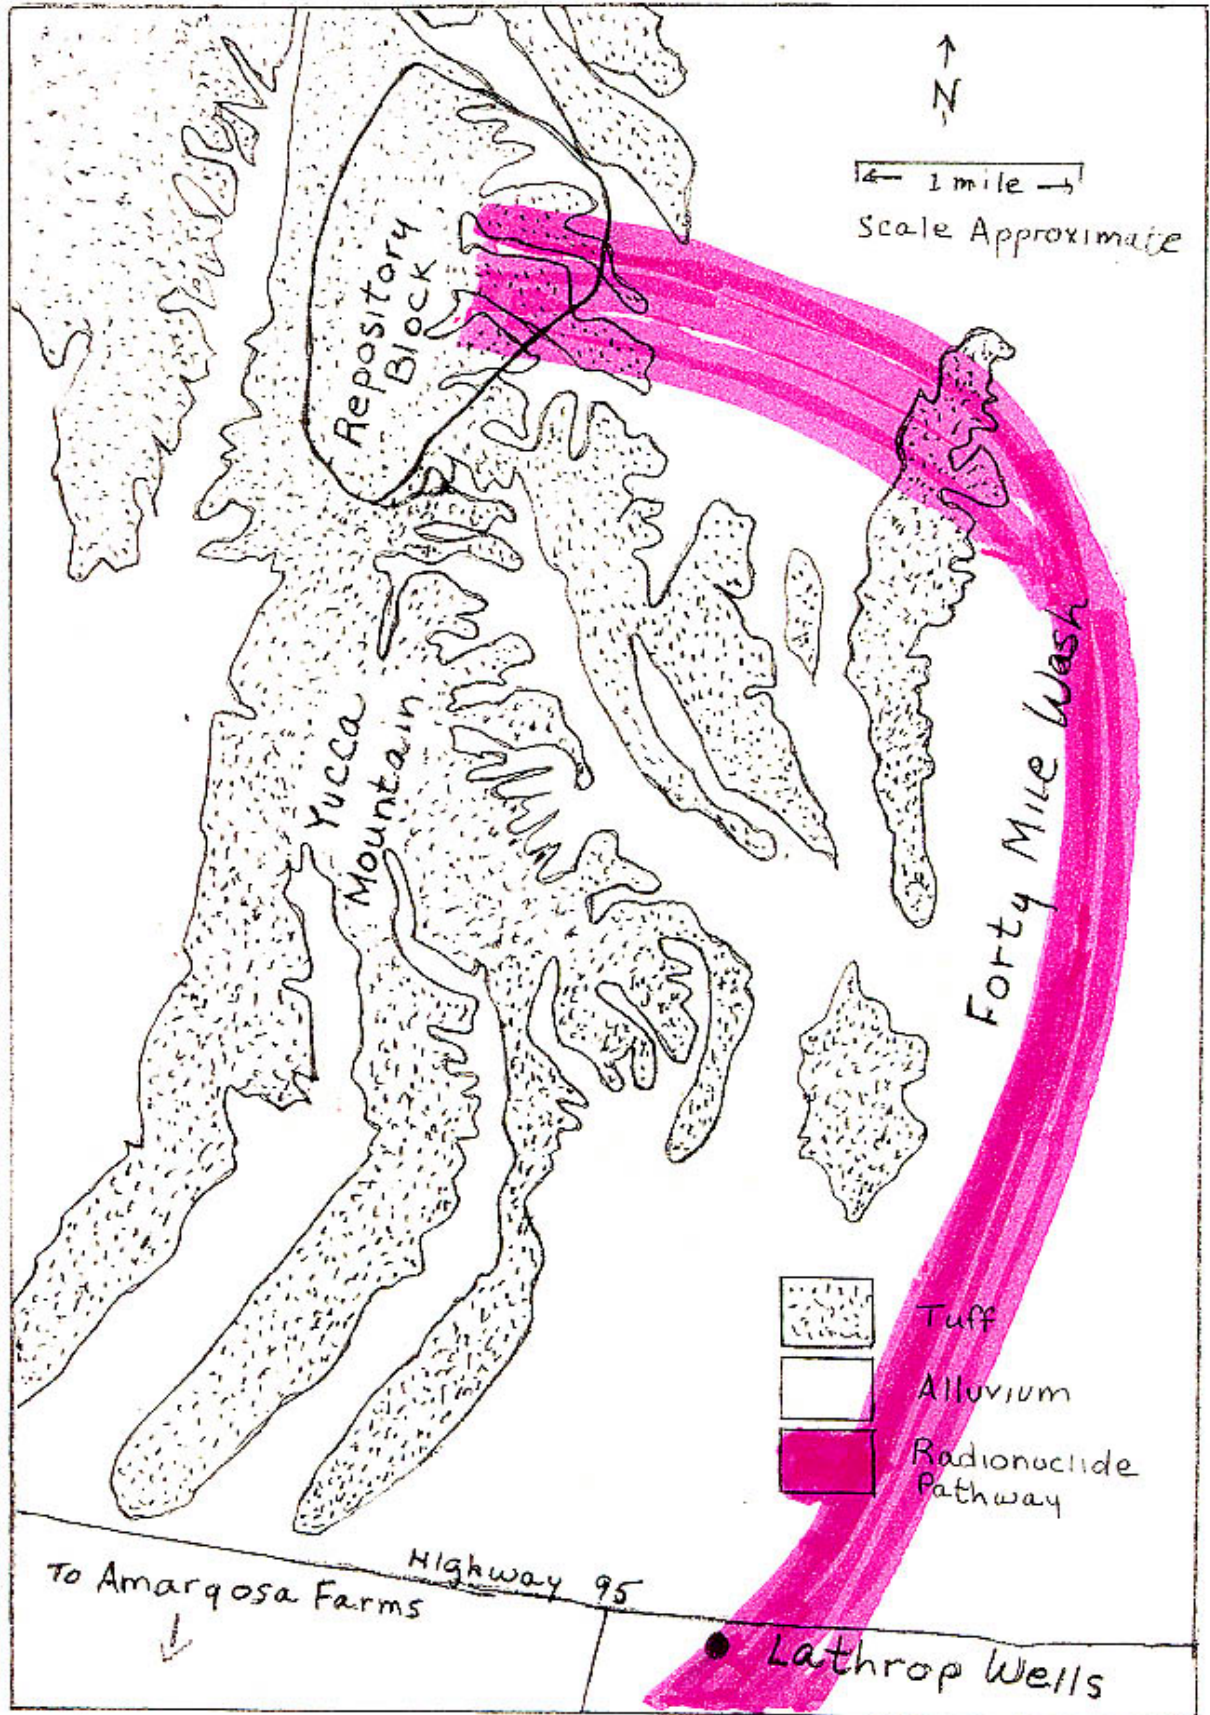 N
1 mile
Scale Approximate
Repository
Block
Yucca
Mountain
Forty Mile Wash
Tuff
Alluvium
Radionuclide
Pathway
Highway 95
To Amargosa Farms
Lathrop Wells